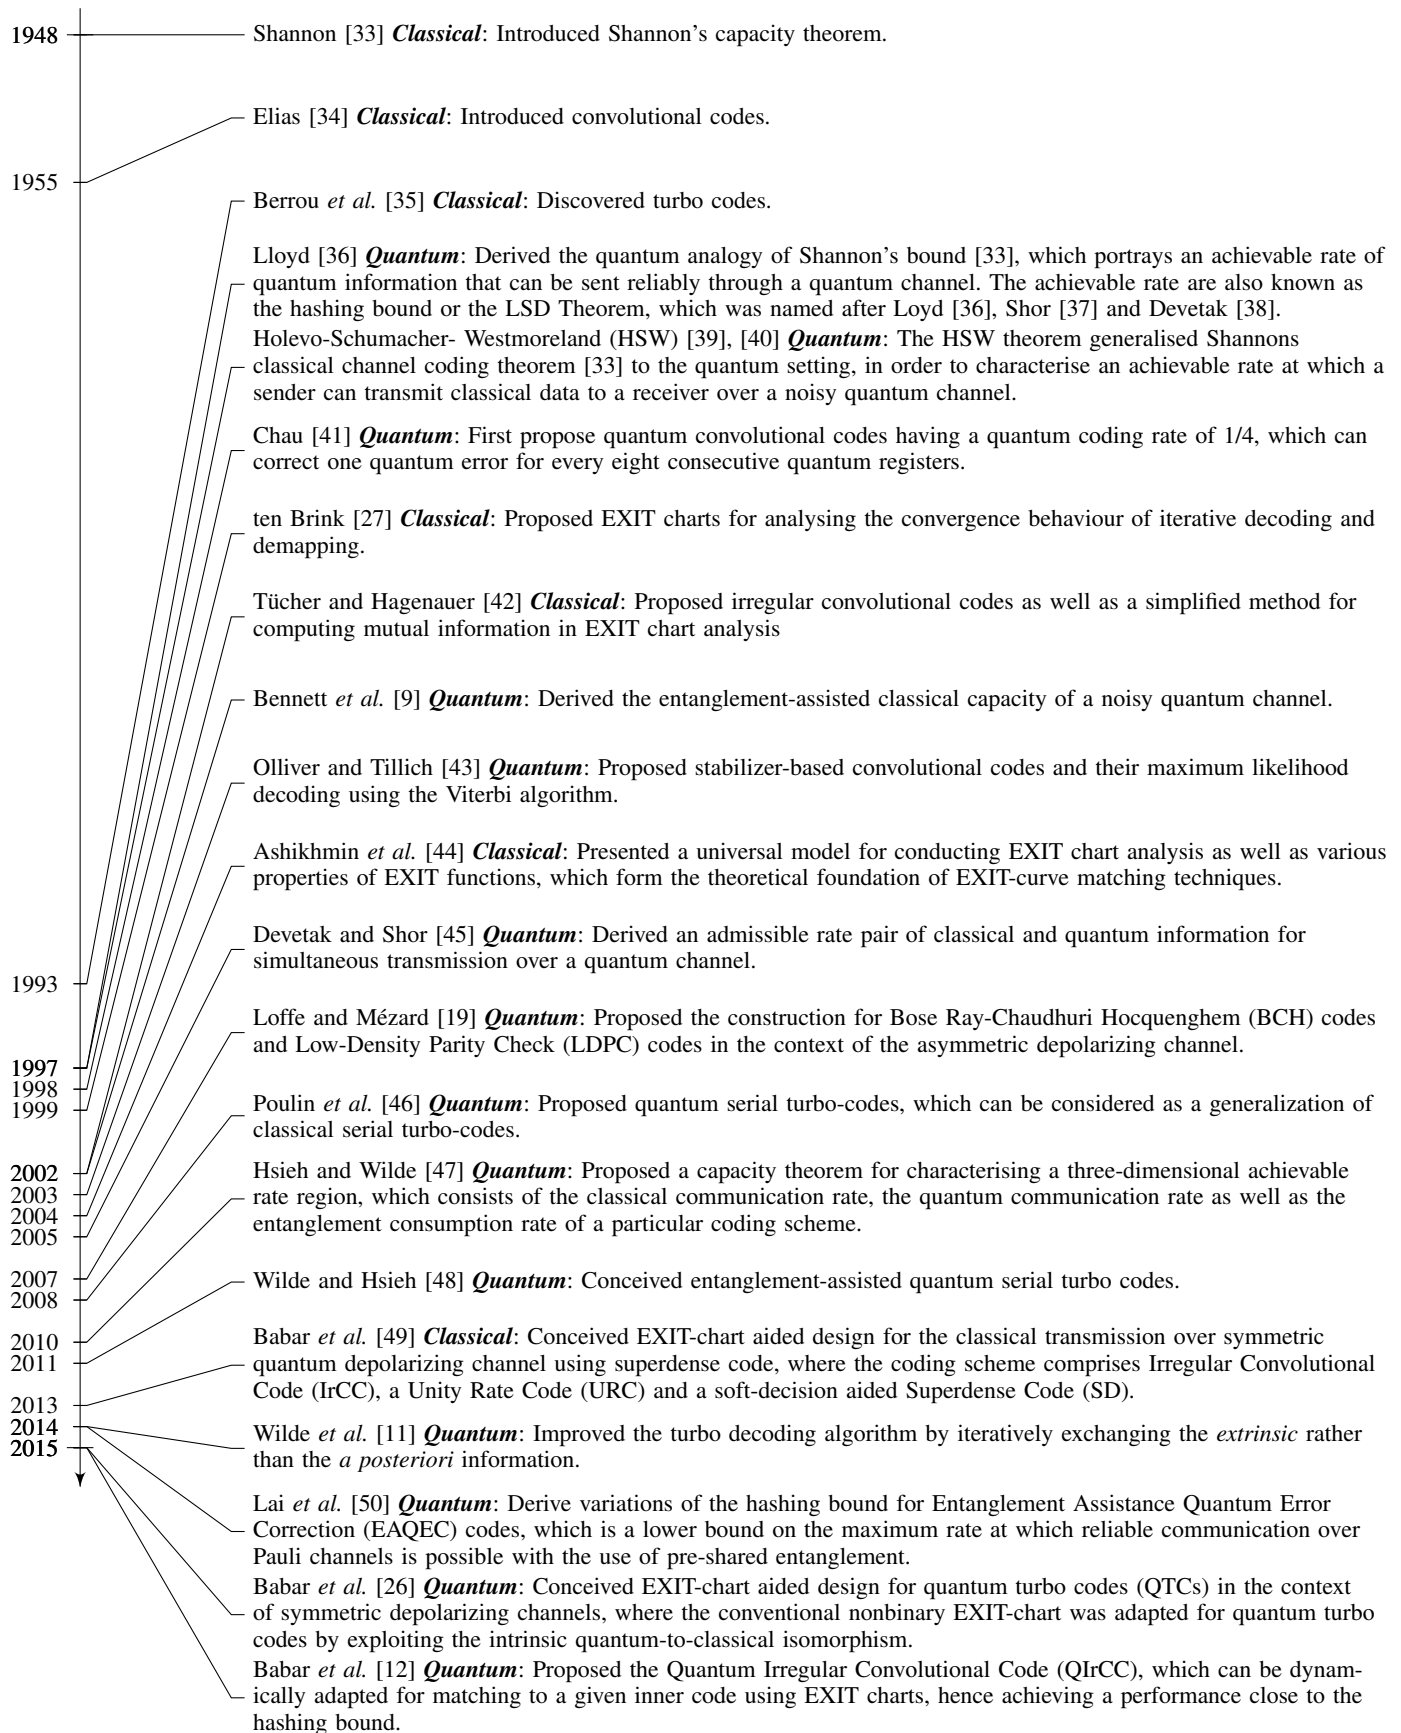 1948
Shannon [33] Classical: Introduced Shannon's capacity theorem.
Elias [34] Classical: Introduced convolutional codes.
1955
Berrou et al. [35] Classical: Discovered turbo codes.
Lloyd [36] Quantum: Derived the quantum analogy of Shannon's bound [33], which portrays an achievable rate of
quantum information that can be sent reliably through a quantum channel. The achievable rate are also known as
the hashing bound or the LSD Theorem, which was named after Loyd [36], Shor [37] and Devetak [38].
Holevo-Schumacher- Westmoreland (HSW) [39], [40] Quantum: The HSW theorem generalised Shannons
classical channel coding theorem [33] to the quantum setting, in order to characterise an achievable rate at which a
sender can transmit classical data to a receiver over a noisy quantum channel.
Chau [41] Quantum: First propose quantum convolutional codes having a quantum coding rate of 1/4, which can
correct one quantum error for every eight consecutive quantum registers.
ten Brink [27] Classical: Proposed EXIT charts for analysing the convergence behaviour of iterative decoding and
demapping.
Tücher and Hagenauer [42] Classical: Proposed irregular convolutional codes as well as a simplified method for
computing mutual information in EXIT chart analysis
Bennett et al. [9] Quantum: Derived the entanglement-assisted classical capacity of a noisy quantum channel.
Olliver and Tillich [43] Quantum: Proposed stabilizer-based convolutional codes and their maximum likelihood
decoding using the Viterbi algorithm.
Ashikhmin et al. [44] Classical: Presented a universal model for conducting EXIT chart analysis as well as various
properties of EXIT functions, which form the theoretical foundation of EXIT-curve matching techniques.
Devetak and Shor [45] Quantum: Derived an admissible rate pair of classical and quantum information for
simultaneous transmission over a quantum channel.
1993
Loffe and Mézard [19] Quantum: Proposed the construction for Bose Ray-Chaudhuri Hocquenghem (BCH) codes
and Low-Density Parity Check (LDPC) codes in the context of the asymmetric depolarizing channel.
1997
1998
1999
Poulin et al. [46] Quantum: Proposed quantum serial turbo-codes, which can be considered as a generalization of
classical serial turbo-codes.
2002
2003
2004
2005
Hsieh and Wilde [47] Quantum: Proposed a capacity theorem for characterising a three-dimensional achievable
rate region, which consists of the classical communication rate, the quantum communication rate as well as the
entanglement consumption rate of a particular coding scheme.
2007
2008
Wilde and Hsieh [48] Quantum: Conceived entanglement-assisted quantum serial turbo codes.
2010
2011
Babar et al. [49] Classical: Conceived EXIT-chart aided design for the classical transmission over symmetric
quantum depolarizing channel using superdense code, where the coding scheme comprises Irregular Convolutional
Code (IrCC), a Unity Rate Code (URC) and a soft-decision aided Superdense Code (SD).
2013
2014
2015
Wilde et al. [11] Quantum: Improved the turbo decoding algorithm by iteratively exchanging the extrinsic rather
than the a posteriori information.
Lai et al. [50] Quantum: Derive variations of the hashing bound for Entanglement Assistance Quantum Error
Correction (EAQEC) codes, which is a lower bound on the maximum rate at which reliable communication over
Pauli channels is possible with the use of pre-shared entanglement.
Babar et al. [26] Quantum: Conceived EXIT-chart aided design for quantum turbo codes (QTCs) in the context
of symmetric depolarizing channels, where the conventional nonbinary EXIT-chart was adapted for quantum turbo
codes by exploiting the intrinsic quantum-to-classical isomorphism.
Babar et al. [12] Quantum: Proposed the Quantum Irregular Convolutional Code (QIrCC), which can be dynam-
ically adapted for matching to a given inner code using EXIT charts, hence achieving a performance close to the
hashing bound.